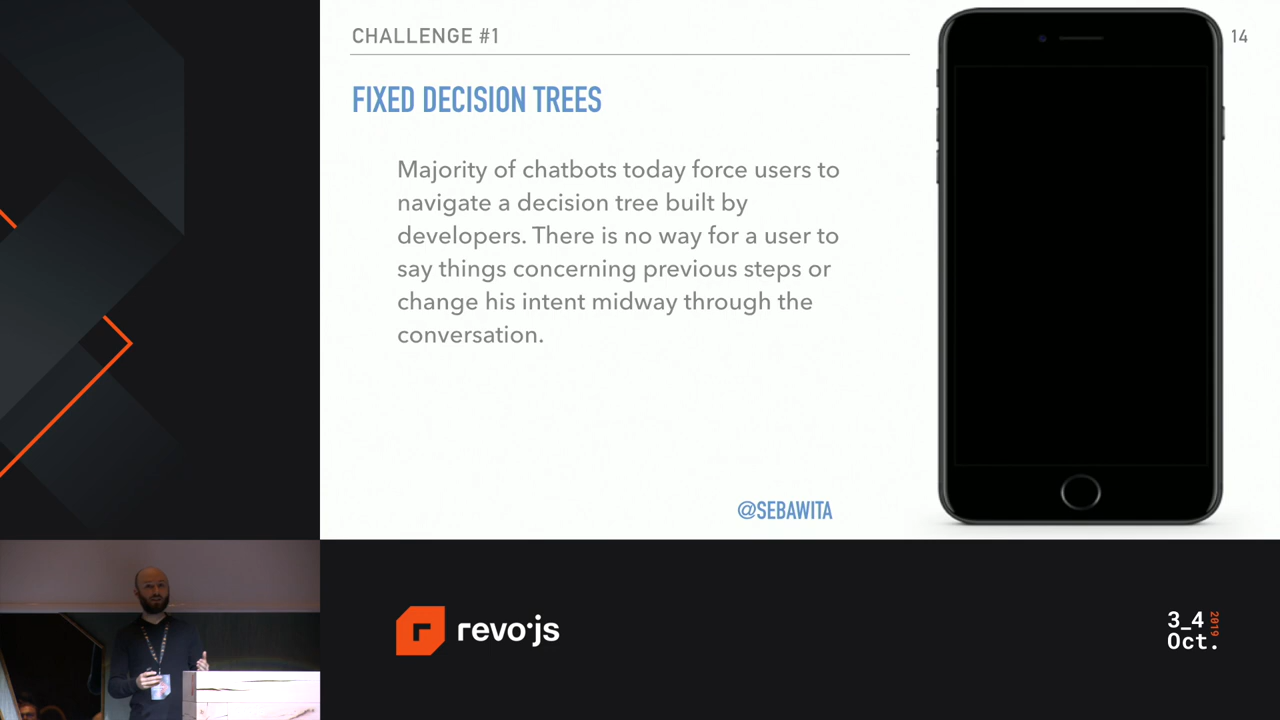 CHALLENGE #1
14
FIXED DECISION TREES
Majority of chatbots today force users to
navigate a decision tree built by
developers. There is no way for a user to
say things concerning previous steps or
change his intent midway through the
conversation.
@SEBAWITA
revo·js
3_4
Oct.
2019